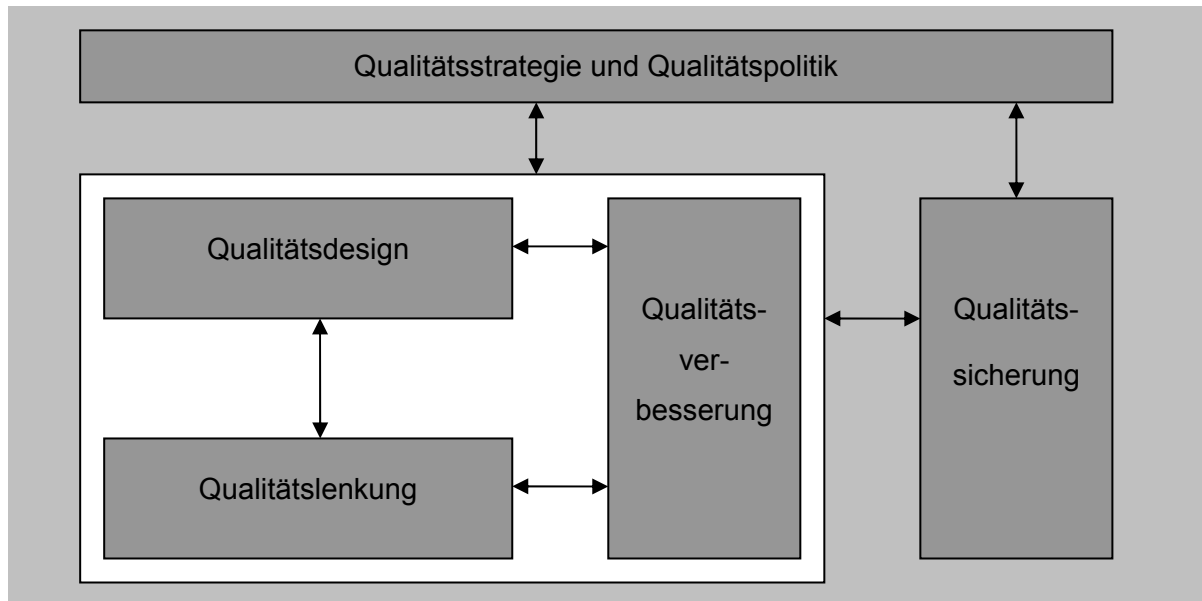 Qualitätsstrategie und Qualitätspolitik
Qualitätsdesign
Qualitätslenkung
Qualitäts-
ver-
besserung
Qualitäts-
sicherung